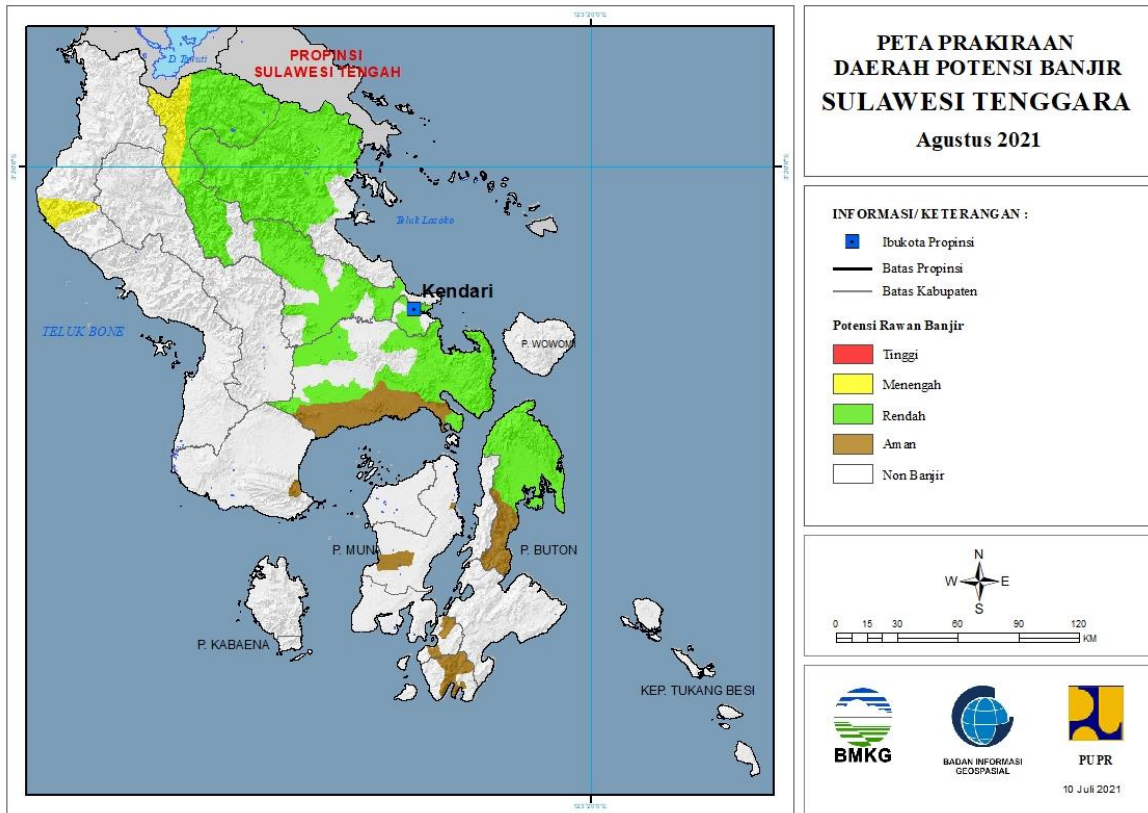 PETA PRAKIRAAN
DAERAH POTENSI BANJIR
SULAWESI TENGGARA
Agustus 2021
INFORMASI/ KETERANGAN :
Ibukota Propinsi
Batas Propinsi
Batas Kabupaten
Potensi Rawan Banjir
Tinggi
Menengah
Rendah
Aman
Non Banjir
N
W E
S
0 15 30 60 90 120
KM
BMKG
BADAN INFORMASI
GEOSPASIAL
PUPR
10 Juli 2021
D. Towuti
PROPINSI
SULAWESI TENGAH
Teluk Lasolo
Kendari
TELUK BONE
P. WOWONI
P. MUNA
P. BUTON
P. KABAENA
KEP. TUKANG BESI